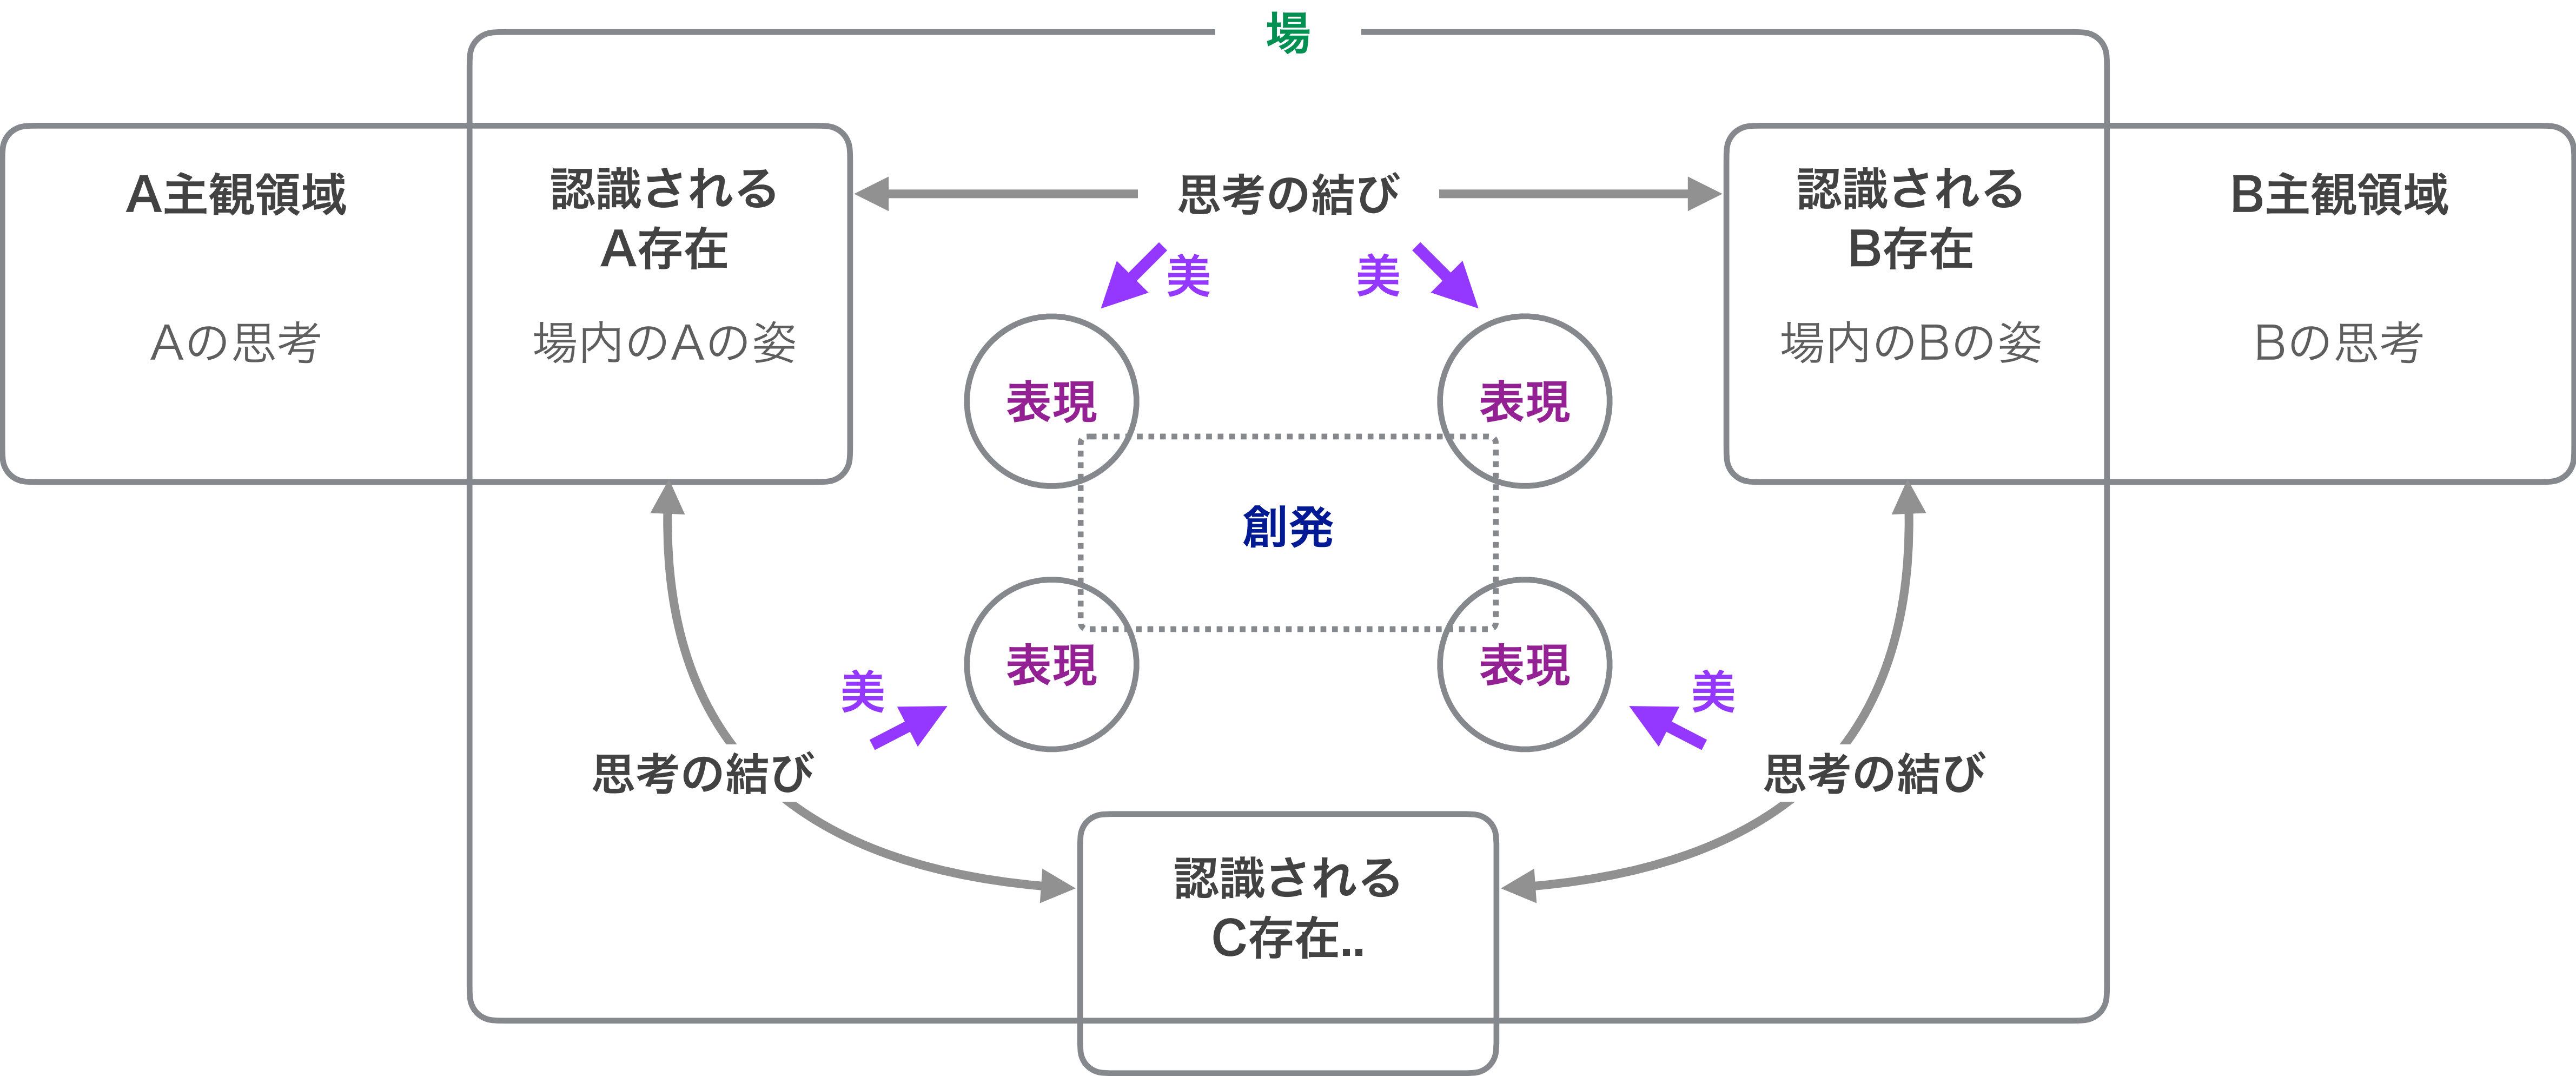 場
A主観領域
Aの思考
認識される
A存在
場内のAの姿
思考の結び
認識される
B存在
場内のBの姿
B主観領域
Bの思考
美
美
表現
表現
創発
表現
表現
美
美
思考の結び
思考の結び
認識される
C存在..